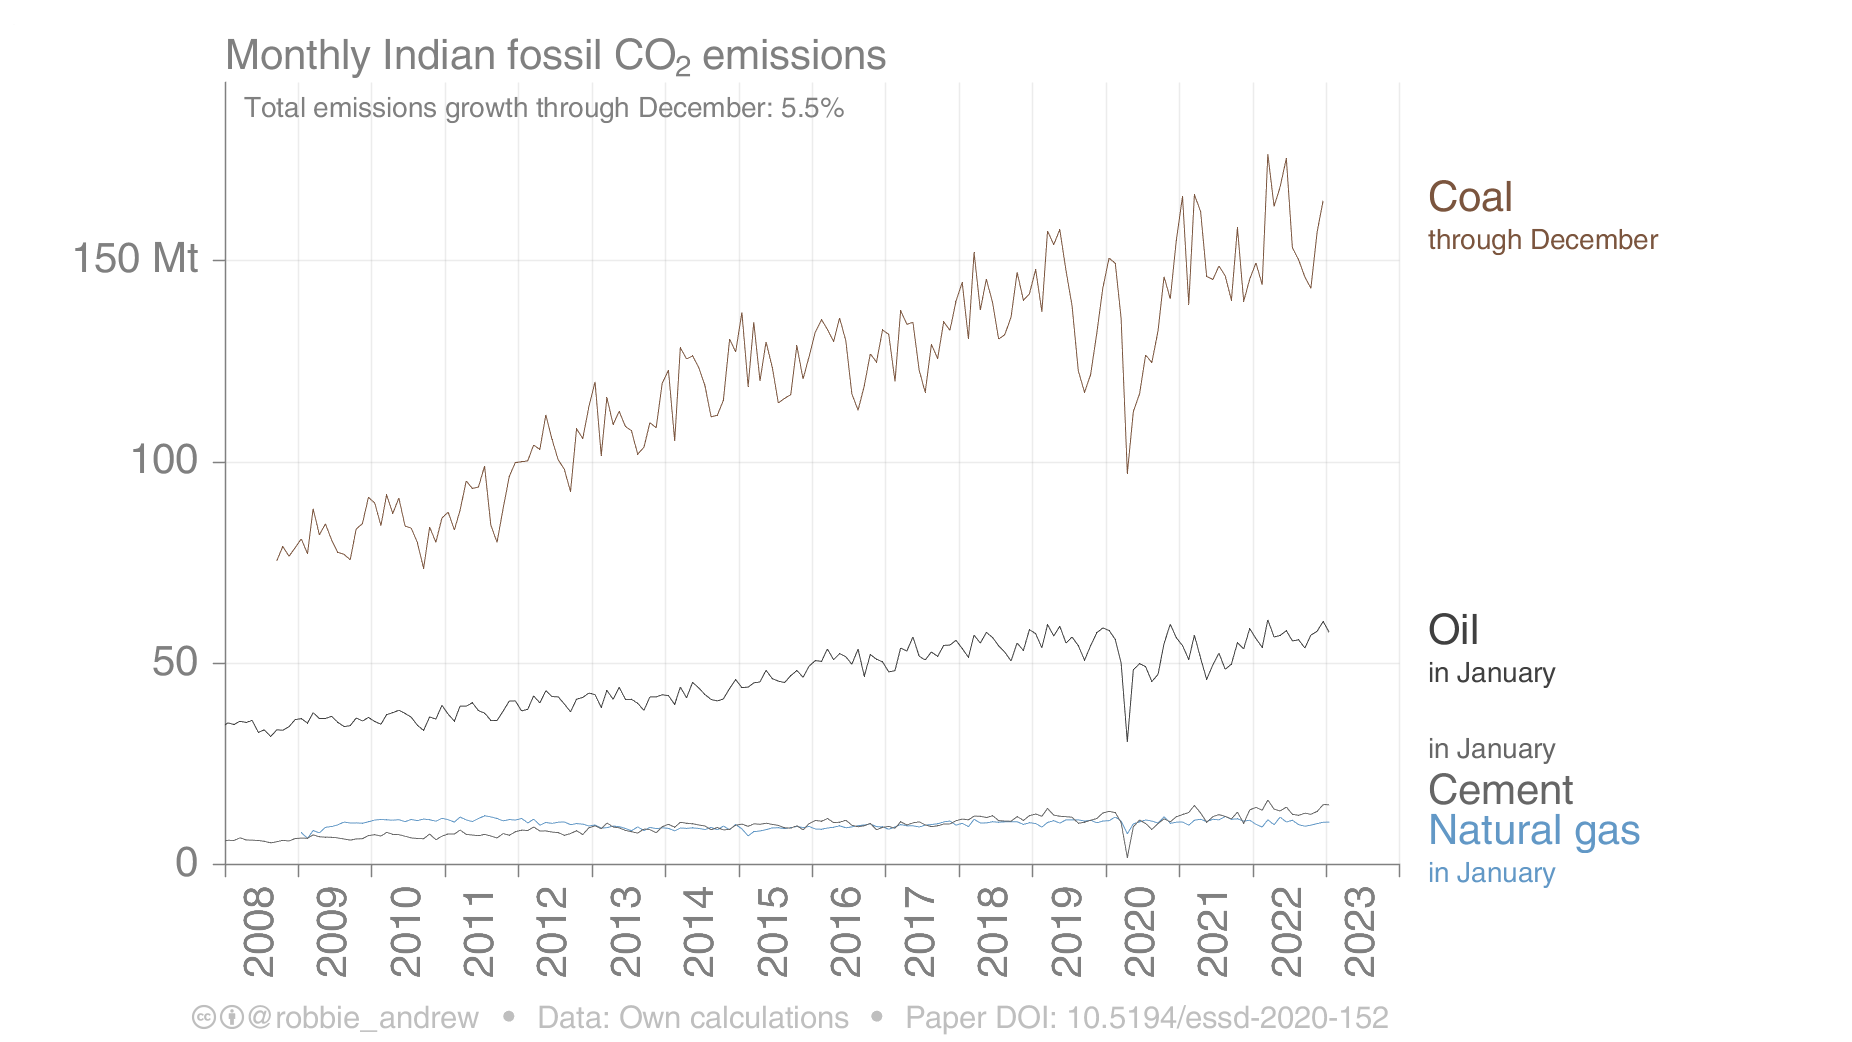 Monthly Indian fossil CO₂ emissions
Total emissions growth through December: 5.5%
150 Mt
100
50
0
Coal
through December
Oil
in January
in January
Cement
Natural gas
in January
2008
2009
2010
2011
2012
2013
2014
2015
2016
2017
2018
2019
2020
2021
2022
2023
cc @robbie_andrew • Data: Own calculations • Paper DOI: 10.5194/essd-2020-152